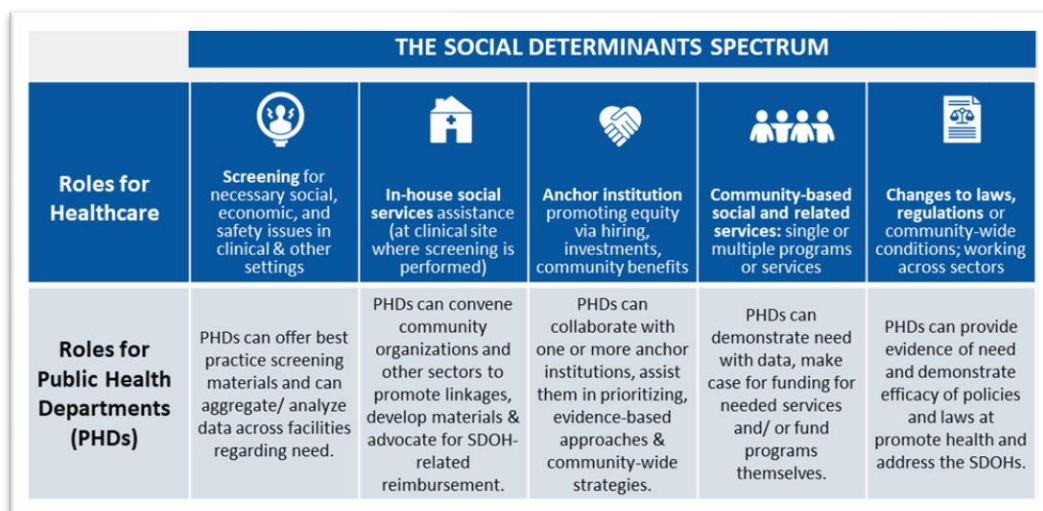 THE SOCIAL DETERMINANTS SPECTRUM
Roles for
Healthcare
Screening for
necessary social,
economic, and
safety issues in
clinical & other
settings
In-house social
services assistance
(at clinical site
where screening is
performed)
Anchor institution
promoting equity
via hiring,
investments,
community benefits
Community-based
social and related
services: single or
multiple programs
or services
Changes to laws,
regulations or
community-wide
conditions; working
across sectors
Roles for
Public Health
Departments
(PHDs)
PHDs can offer best
practice screening
materials and can
aggregate/ analyze
data across facilities
regarding need.
PHDs can convene
community
organizations and
other sectors to
promote linkages,
develop materials &
advocate for SDOH-
related
reimbursement.
PHDs can
collaborate with
one or more anchor
institutions, assist
them in prioritizing,
evidence-based
approaches &
community-wide
strategies.
PHDs can
demonstrate need
with data, make
case for funding for
needed services
and/ or fund
programs
themselves.
PHDs can provide
evidence of need
and demonstrate
efficacy of policies
and laws at
promote health and
address the SDOHs.